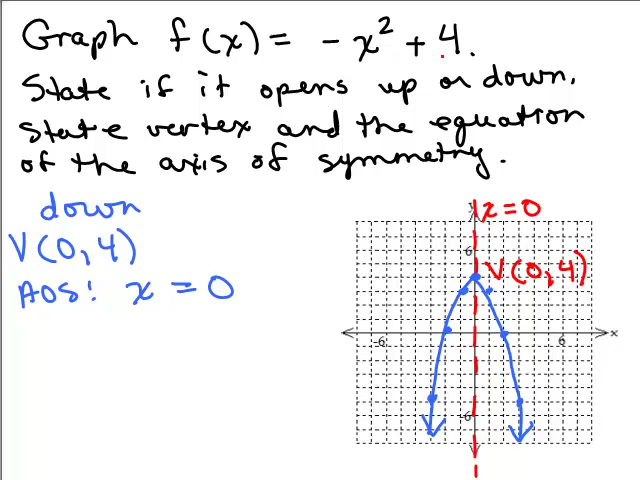 Graph f(x) = -x² + 4.
State if it opens up or down.
State vertex and the equation
of the axis of symmetry.
down
V(0,4)
AOS: x = 0
y x=0
6
V(0,4)
-6 6 x
-6